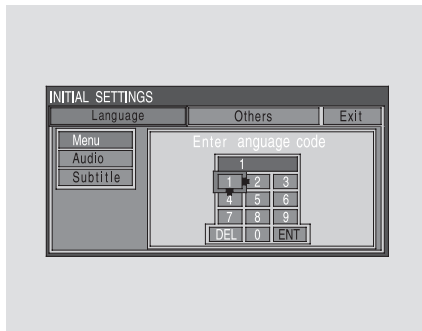 INITIAL SETTINGS
Language Others Exit
Menu
Audio
Subtitle
Enter anguage code
1
1 2 3
4 5 6
7 8 9
DEL 0 ENT